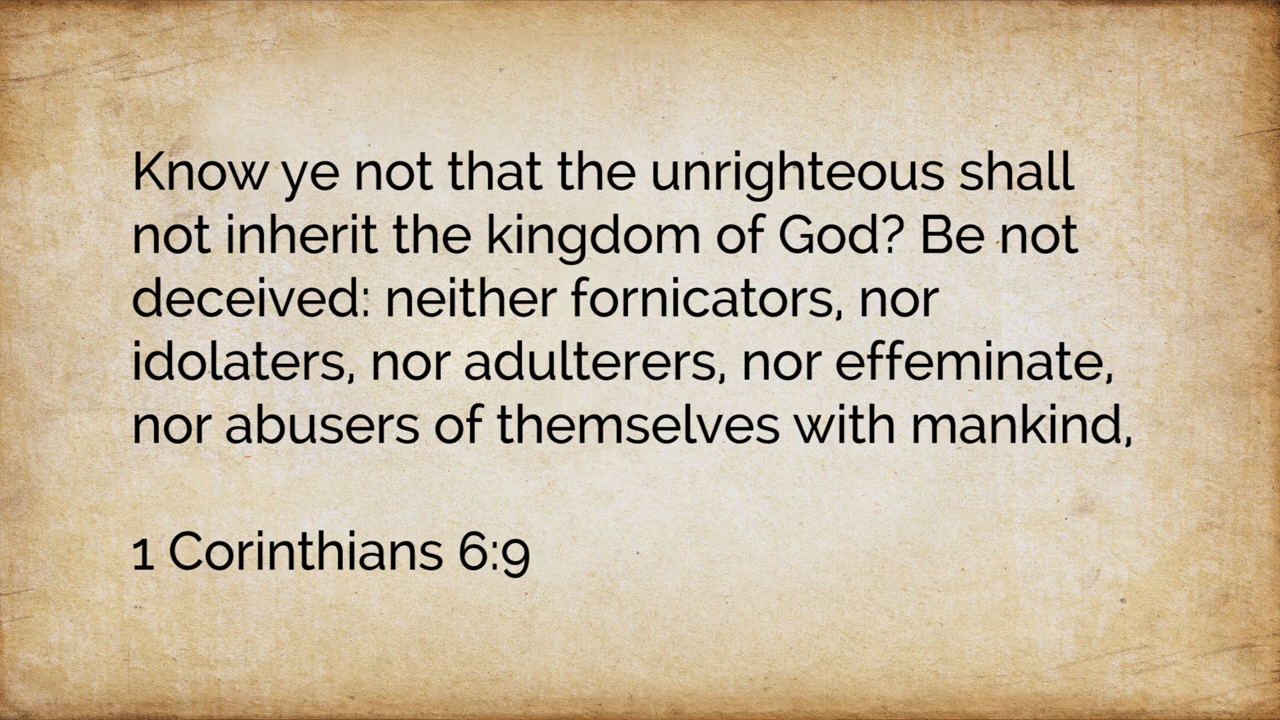 Know ye not that the unrighteous shall
not inherit the kingdom of God? Be not
deceived: neither fornicators, nor
idolaters, nor adulterers, nor effeminate,
nor abusers of themselves with mankind,
1 Corinthians 6:9